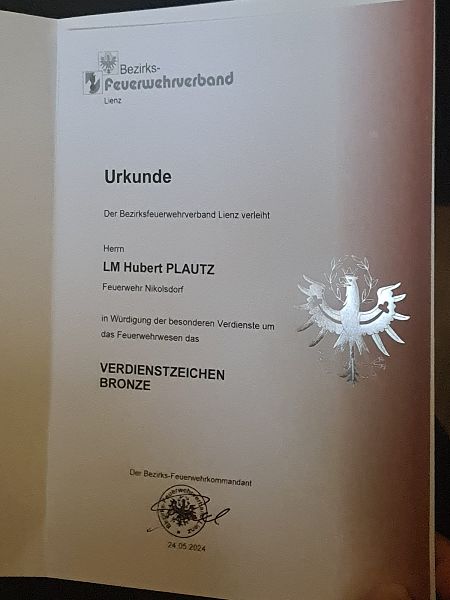 Bezirks-
Feuerwehrverband
Lienz
Urkunde
Der Bezirksfeuerwehrverband Lienz verleiht
Herrn
LM Hubert PLAUTZ
Feuerwehr Nikolsdorf
in Würdigung der besonderen Verdienste um
das Feuerwehrwesen das
VERDIENSTZEICHEN
BRONZE
Der Bezirks-Feuerwehrkommandant
24.05.2024